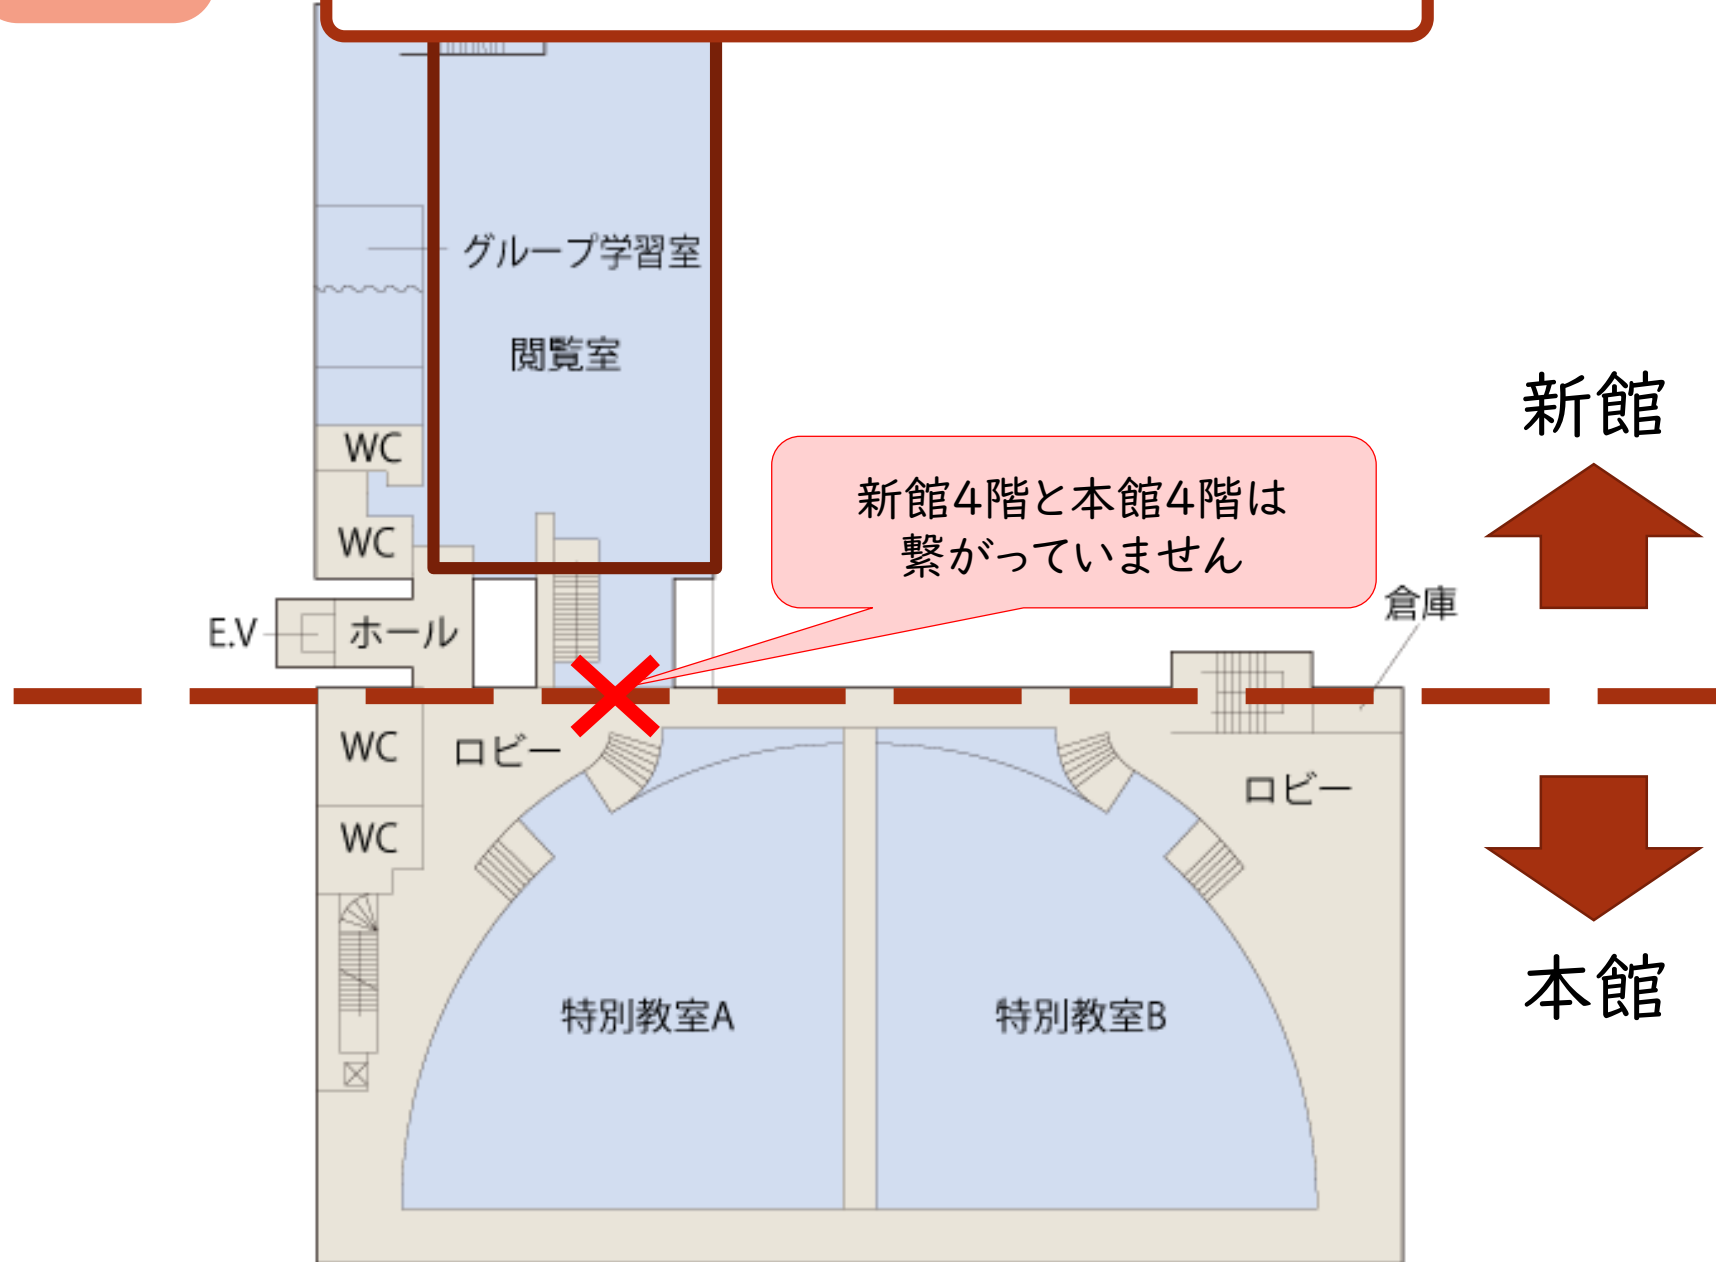 グループ学習室
閲覧室
新館
WC
新館4階と本館4階は
繋がっていません
WC
倉庫
E.V
ホール
WC
ロビー
ロビー
WC
本館
特別教室A
特別教室B